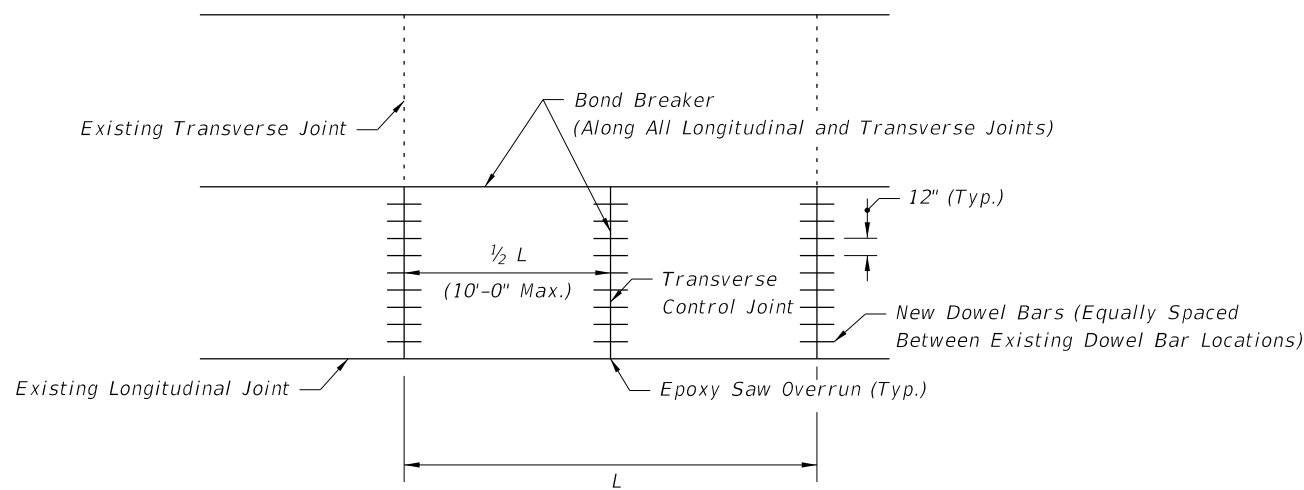 Bond Breaker
(Along All Longitudinal and Transverse Joints)
Existing Transverse Joint
12" (Typ.)
½ L
(10'-0" Max.)
Transverse
Control Joint
New Dowel Bars (Equally Spaced
Between Existing Dowel Bar Locations)
Existing Longitudinal Joint
Epoxy Saw Overrun (Typ.)
L